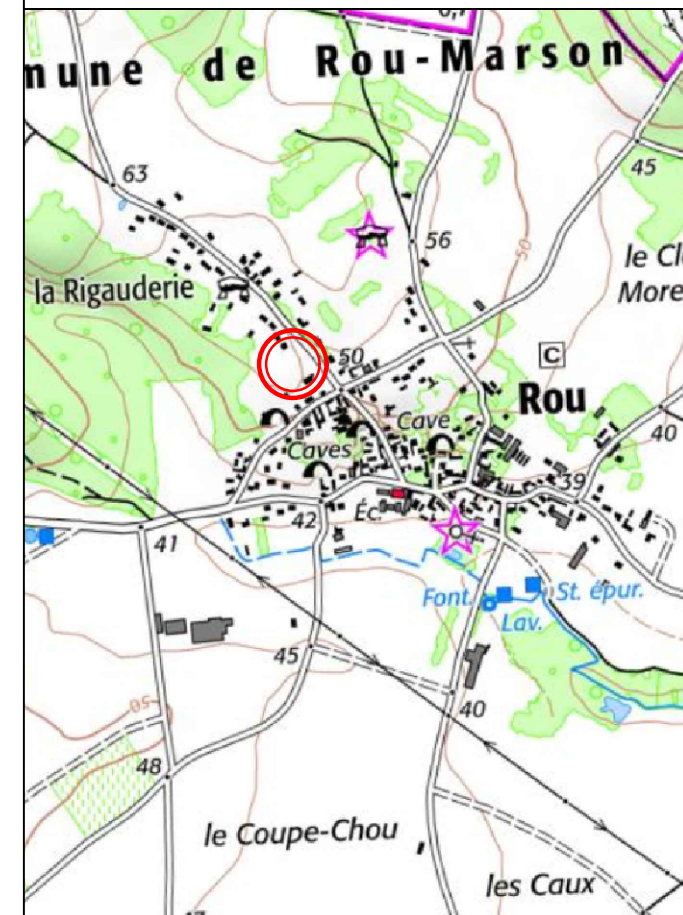 mune de Rou-Marson
63
45
56
le Cl
More
la Rigauderie
50
50
C
Rou
Cave
40
Caves
39
42
Éc.
41
Font.
St. épur.
Lav.
45
50
40
48
le Coupe-Chou
les Caux